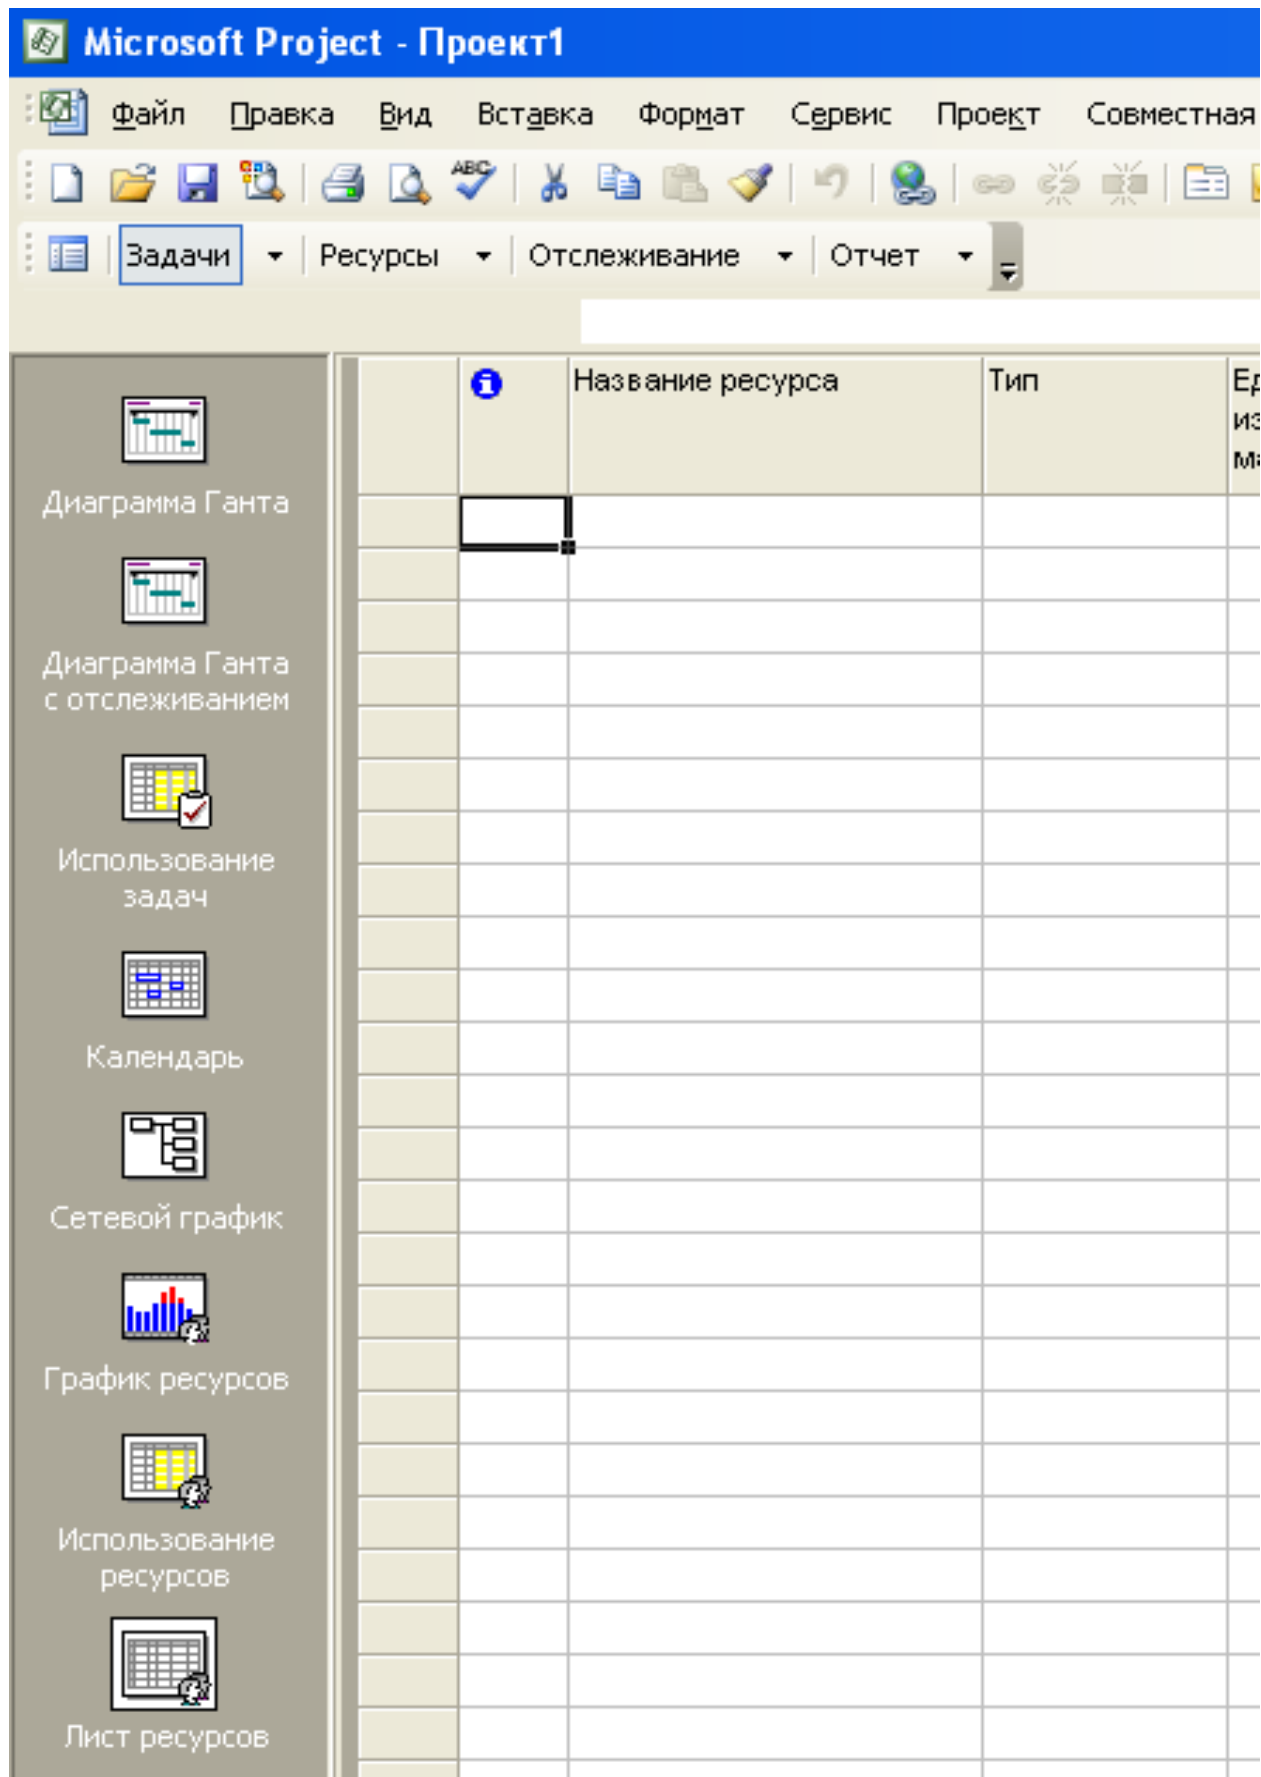 Microsoft Project - Проект1
Файл Правка Вид Вставка Формат Сервис Проект Совместная
ABC
Задачи Ресурсы Отслеживание Отчет
Название ресурса Тип
Диаграмма Ганта
Диаграмма Ганта
с отслеживанием
Использование
задач
Календарь
Сетевой график
График ресурсов
Использование
ресурсов
Лист ресурсов